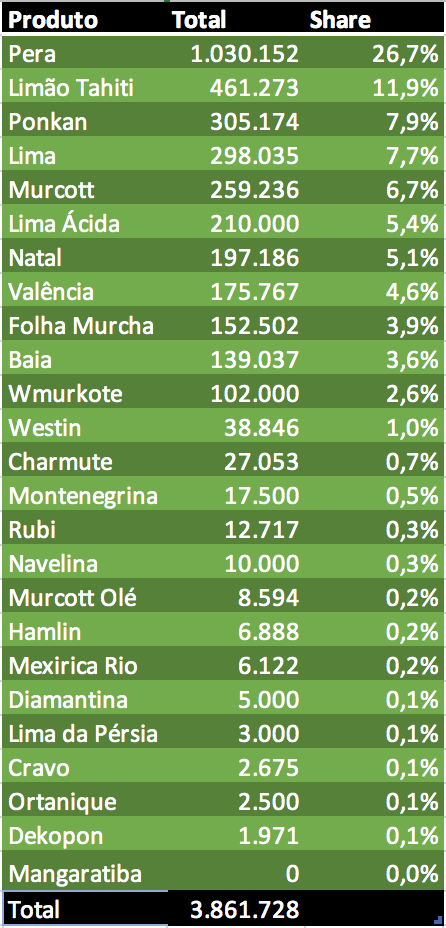 Produto Total Share
Pera 1.030.152 26,7%
Limão Tahiti 461.273 11,9%
Ponkan 305.174 7,9%
Lima 298.035 7,7%
Murcott 259.236 6,7%
Lima Ácida 210.000 5,4%
Natal 197.186 5,1%
Valência 175.767 4,6%
Folha Murcha 152.502 3,9%
Baia 139.037 3,6%
Wmurkote 102.000 2,6%
Westin 38.846 1,0%
Charmute 27.053 0,7%
Montenegrina 17.500 0,5%
Rubi 12.717 0,3%
Navelina 10.000 0,3%
Murcott Olé 8.594 0,2%
Hamlin 6.888 0,2%
Mexirica Rio 6.122 0,2%
Diamantina 5.000 0,1%
Lima da Pérsia 3.000 0,1%
Cravo 2.675 0,1%
Ortanique 2.500 0,1%
Dekopon 1.971 0,1%
Mangaratiba 0 0,0%
Total 3.861.728